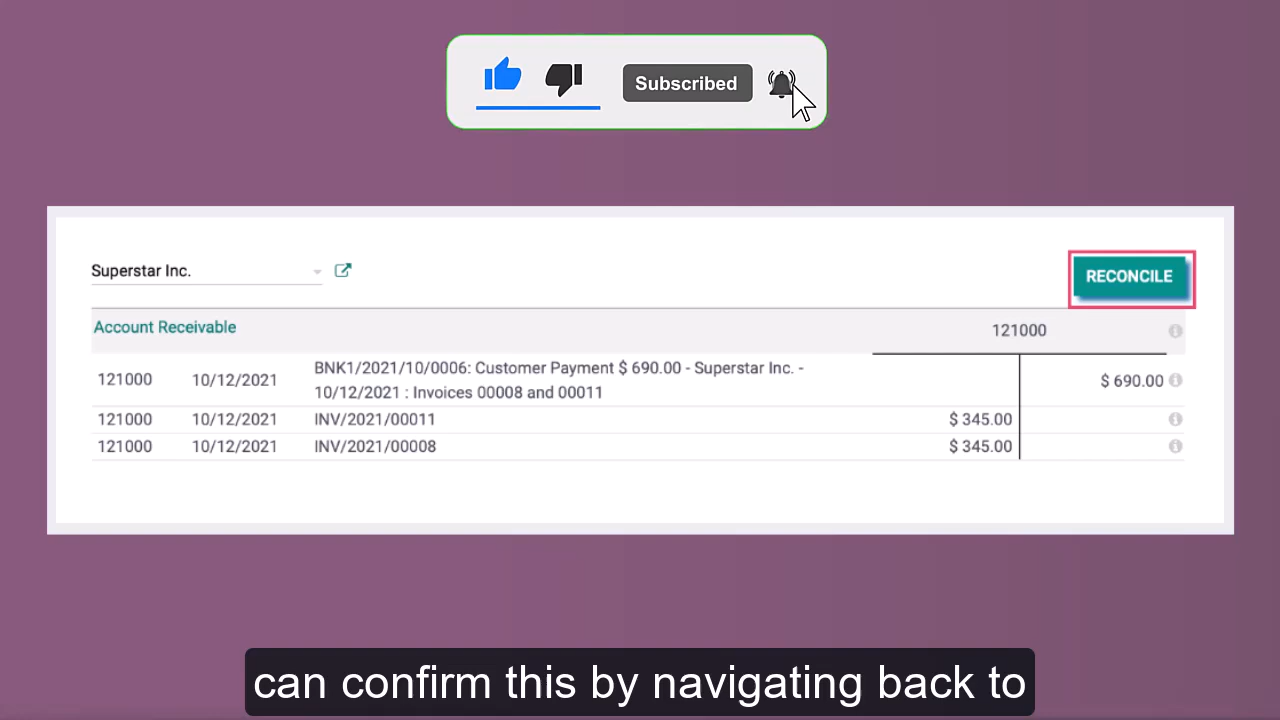 Subscribed
Superstar Inc.
RECONCILE
Account Receivable 121000
121000 10/12/2021 BNK1/2021/10/0006: Customer Payment $ 690.00 - Superstar Inc. -
10/12/2021 : Invoices 00008 and 00011 $ 690.00
121000 10/12/2021 INV/2021/00011 $ 345.00
121000 10/12/2021 INV/2021/00008 $ 345.00
can confirm this by navigating back to